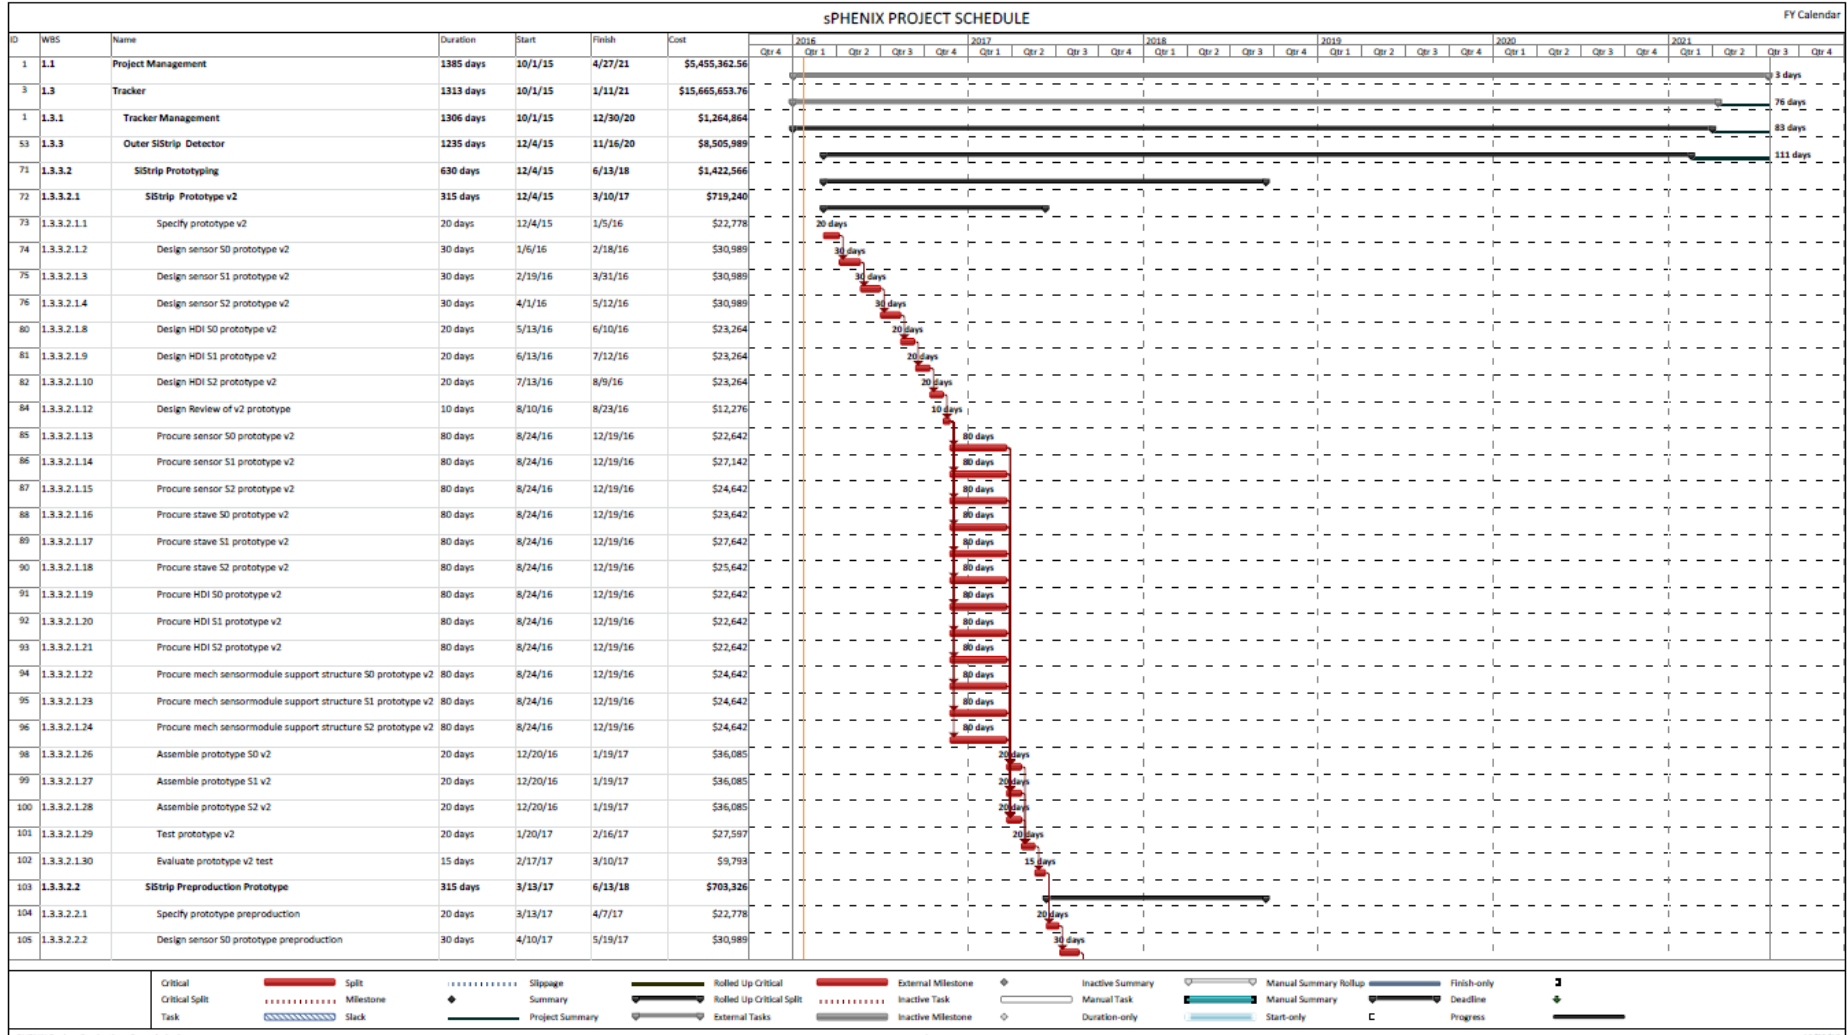 sPHENIX PROJECT SCHEDULE
FY Calendar
ID WBS Name Duration Start Finish Cost
2016 2017 2018 2019 2020 2021
Qtr 4 Qtr 1 Qtr 2 Qtr 3 Qtr 4 Qtr 1 Qtr 2 Qtr 3 Qtr 4 Qtr 1 Qtr 2 Qtr 3 Qtr 4 Qtr 1 Qtr 2 Qtr 3 Qtr 4 Qtr 1 Qtr 2 Qtr 3 Qtr 4 Qtr 1 Qtr 2 Qtr 3 Qtr 4
1 1.1 Project Management 1385 days 10/1/15 4/27/21 $5,455,362.56 3 days
3 1.3 Tracker 1313 days 10/1/15 1/11/21 $15,665,653.76 76 days
1 1.3.1 Tracker Management 1306 days 10/1/15 12/30/20 $1,264,864 83 days
53 1.3.3 Outer SiStrip Detector 1235 days 12/4/15 11/16/20 $8,505,989 111 days
71 1.3.3.2 SiStrip Prototyping 630 days 12/4/15 6/13/18 $1,422,566
72 1.3.3.2.1 SiStrip Prototype v2 315 days 12/4/15 3/10/17 $719,240
73 1.3.3.2.1.1 Specify prototype v2 20 days 12/4/15 1/5/16 $22,778 20 days
74 1.3.3.2.1.2 Design sensor S0 prototype v2 30 days 1/6/16 2/18/16 $30,989 30 days
75 1.3.3.2.1.3 Design sensor S1 prototype v2 30 days 2/19/16 3/31/16 $30,989 30 days
76 1.3.3.2.1.4 Design sensor S2 prototype v2 30 days 4/1/16 5/12/16 $30,989 30 days
80 1.3.3.2.1.8 Design HDI S0 prototype v2 20 days 5/13/16 6/10/16 $23,264 20 days
81 1.3.3.2.1.9 Design HDI S1 prototype v2 20 days 6/13/16 7/12/16 $23,264 20 days
82 1.3.3.2.1.10 Design HDI S2 prototype v2 20 days 7/13/16 8/9/16 $23,264 20 days
84 1.3.3.2.1.12 Design Review of v2 prototype 10 days 8/10/16 8/23/16 $12,276 10 days
85 1.3.3.2.1.13 Procure sensor S0 prototype v2 80 days 8/24/16 12/19/16 $22,642 80 days
86 1.3.3.2.1.14 Procure sensor S1 prototype v2 80 days 8/24/16 12/19/16 $27,142 80 days
87 1.3.3.2.1.15 Procure sensor S2 prototype v2 80 days 8/24/16 12/19/16 $24,642 80 days
88 1.3.3.2.1.16 Procure stave S0 prototype v2 80 days 8/24/16 12/19/16 $23,642 80 days
89 1.3.3.2.1.17 Procure stave S1 prototype v2 80 days 8/24/16 12/19/16 $27,642 80 days
90 1.3.3.2.1.18 Procure stave S2 prototype v2 80 days 8/24/16 12/19/16 $25,642 80 days
91 1.3.3.2.1.19 Procure HDI S0 prototype v2 80 days 8/24/16 12/19/16 $22,642 80 days
92 1.3.3.2.1.20 Procure HDI S1 prototype v2 80 days 8/24/16 12/19/16 $22,642 80 days
93 1.3.3.2.1.21 Procure HDI S2 prototype v2 80 days 8/24/16 12/19/16 $22,642 80 days
94 1.3.3.2.1.22 Procure mech sensormodule support structure S0 prototype v2 80 days 8/24/16 12/19/16 $24,642 80 days
95 1.3.3.2.1.23 Procure mech sensormodule support structure S1 prototype v2 80 days 8/24/16 12/19/16 $24,642 80 days
96 1.3.3.2.1.24 Procure mech sensormodule support structure S2 prototype v2 80 days 8/24/16 12/19/16 $24,642 80 days
98 1.3.3.2.1.26 Assemble prototype S0 v2 20 days 12/20/16 1/19/17 $36,085 20 days
99 1.3.3.2.1.27 Assemble prototype S1 v2 20 days 12/20/16 1/19/17 $36,085 20 days
100 1.3.3.2.1.28 Assemble prototype S2 v2 20 days 12/20/16 1/19/17 $36,085 20 days
101 1.3.3.2.1.29 Test prototype v2 20 days 1/20/17 2/16/17 $27,597 20 days
102 1.3.3.2.1.30 Evaluate prototype v2 test 15 days 2/17/17 3/10/17 $9,793 15 days
103 1.3.3.2.2 SiStrip Preproduction Prototype 315 days 3/13/17 6/13/18 $703,326
104 1.3.3.2.2.1 Specify prototype preproduction 20 days 3/13/17 4/7/17 $22,778 20 days
105 1.3.3.2.2.2 Design sensor S0 prototype preproduction 30 days 4/10/17 5/19/17 $30,989 30 days
Critical Split Slippage Rolled Up Critical External Milestone Inactive Summary Manual Summary Rollup Finish-only
Critical Split Milestone Summary Rolled Up Critical Split Inactive Task Manual Task Manual Summary Deadline
Task Slack Project Summary External Tasks Inactive Milestone Duration-only Start-only Progress